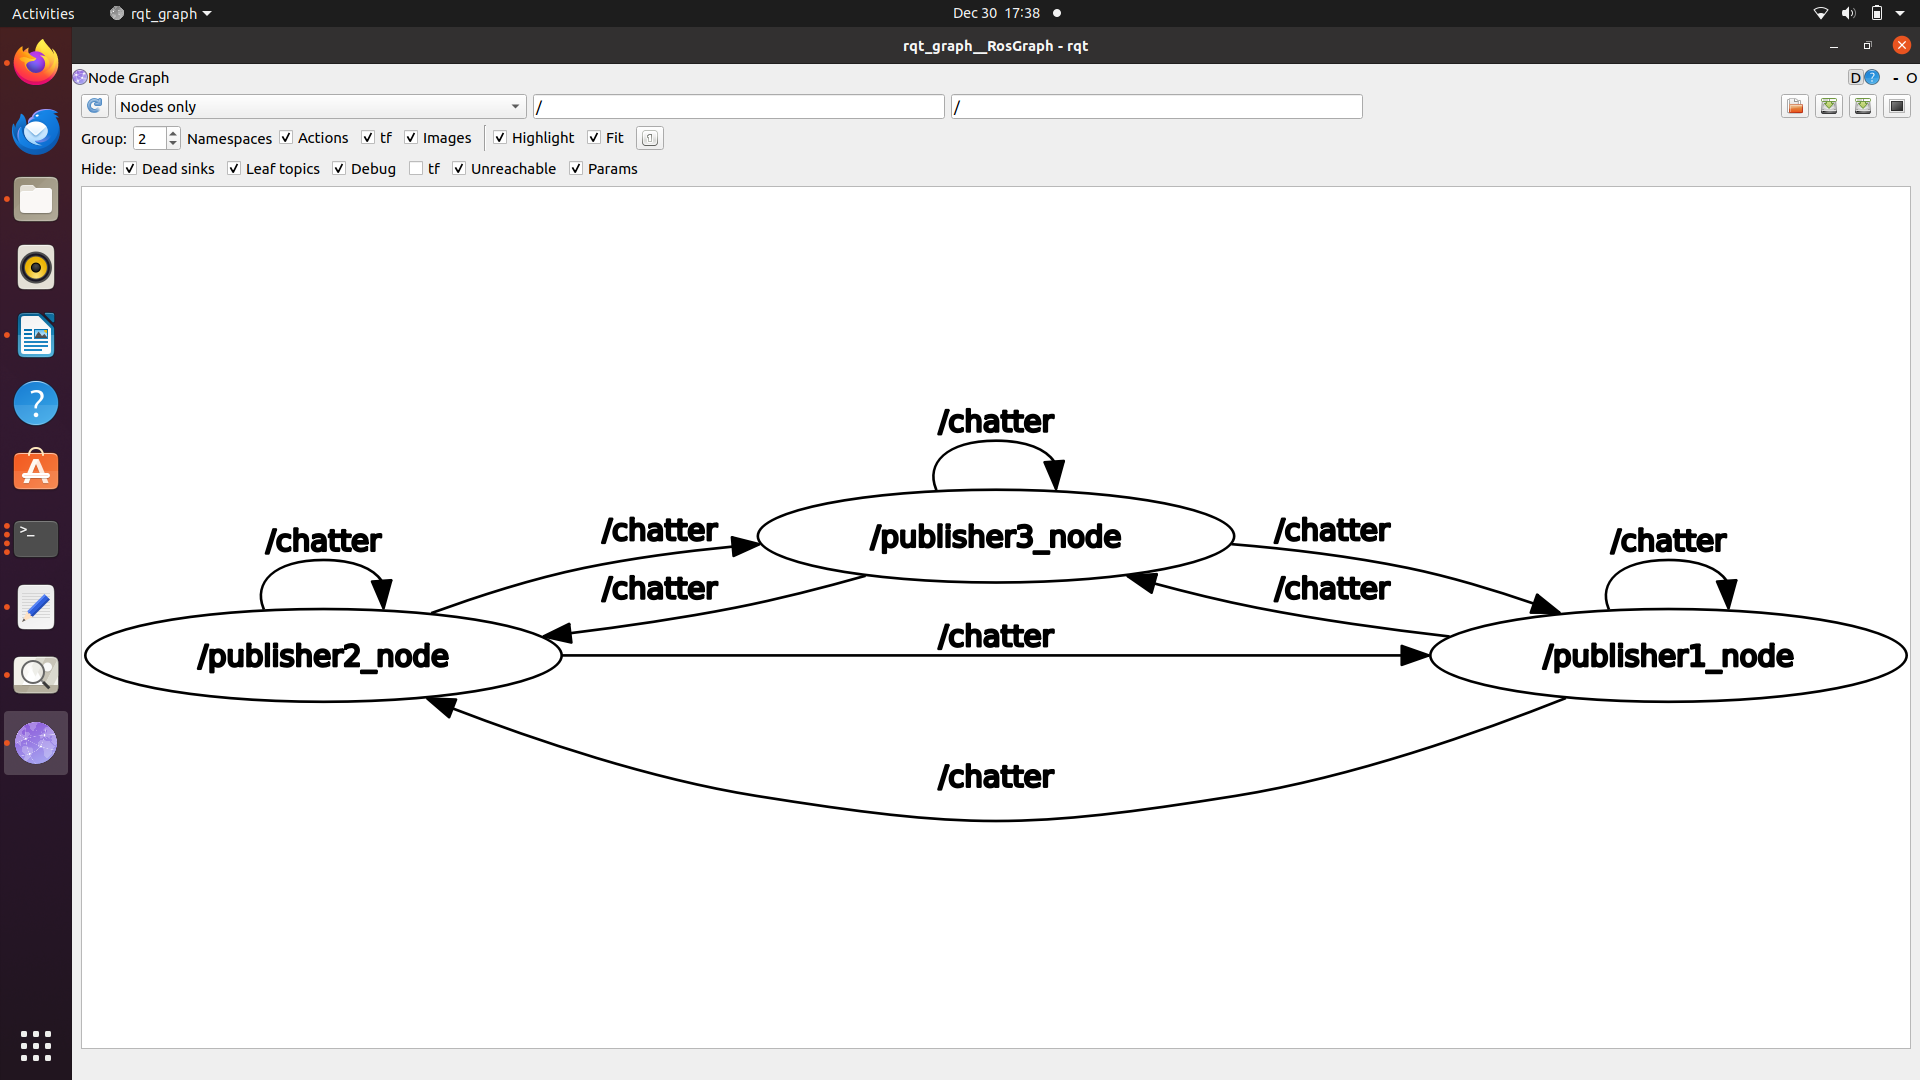 Activities rqt_graph Dec 30 17:38
rqt_graph__RosGraph - rqt
Node Graph D ? - O
Nodes only / /
Group: 2 Namespaces Actions tf Images Highlight Fit
Hide: Dead sinks Leaf topics Debug tf Unreachable Params
/chatter
/chatter /chatter /publisher3_node /chatter /chatter
/chatter /chatter
/chatter
/publisher2_node /publisher1_node
/chatter